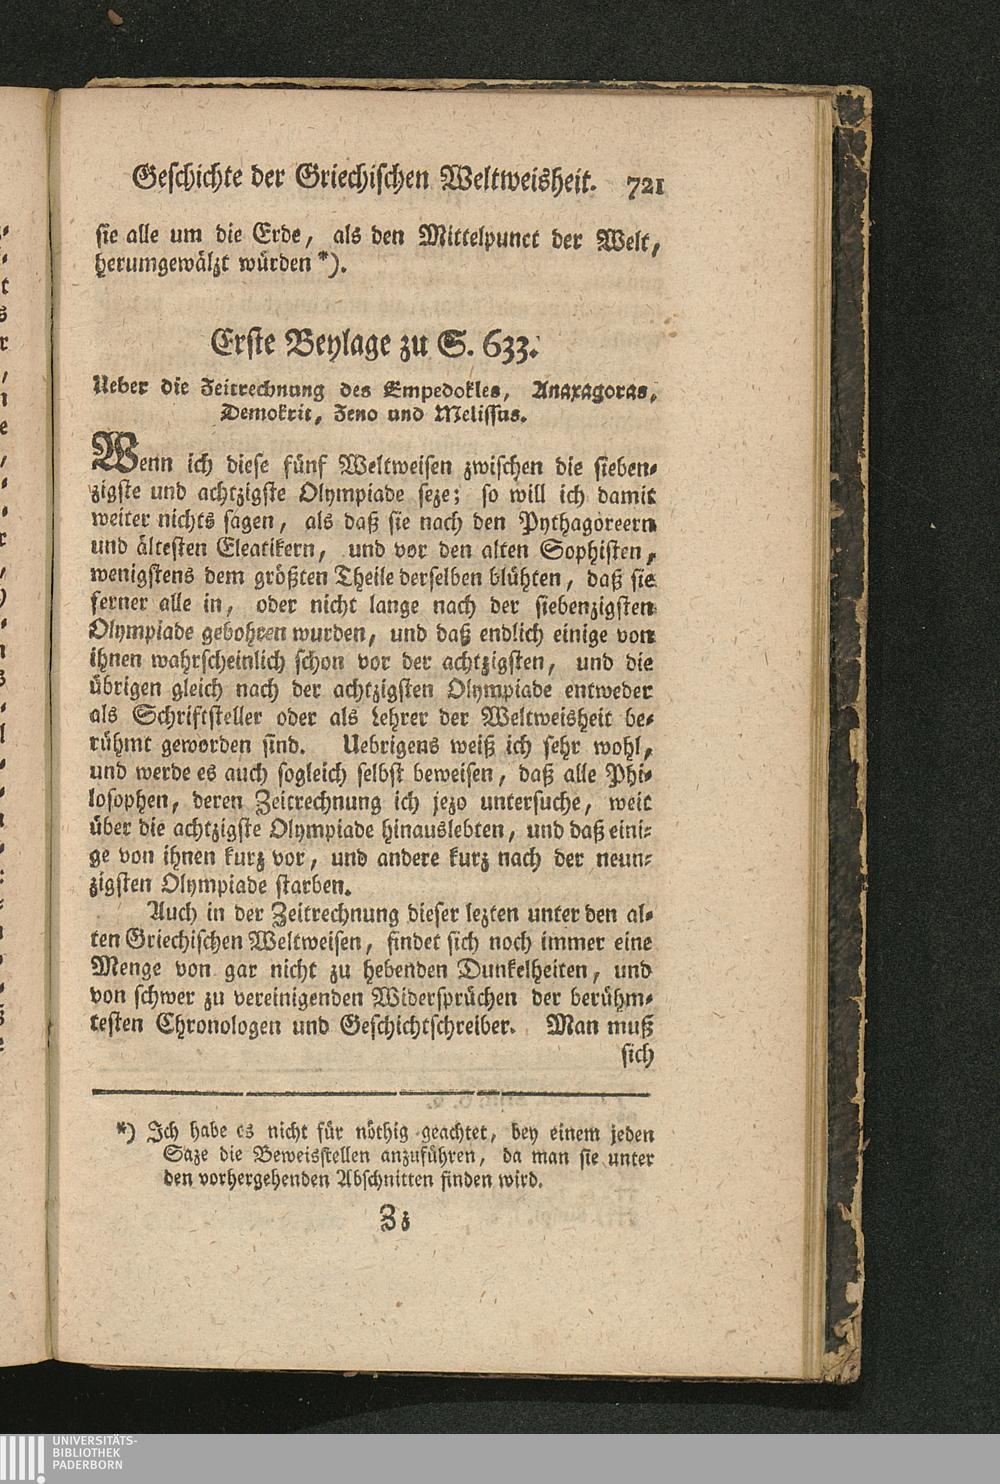 Geschichte der Griechischen Weltweisheit. 721
sie alle um die Erde, als den Mittelpunct der Welt,
herumgewälzt würden *).
Erste Beylage zu S. 633.
Ueber die Zeitrechnung des Empedokles, Anaxagoras,
Demokrit, Zeno und Melissus.
Wenn ich diese fünf Weltweisen zwischen die sieben-
zigste und achtzigste Olympiade seze; so will ich damit
weiter nichts sagen, als daß sie nach den Pythagoreern
und ältesten Eleatikern, und vor den alten Sophisten,
wenigstens dem größten Theile derselben blühten, daß sie
ferner alle in, oder nicht lange nach der siebenzigsten
Olympiade gebohren wurden, und daß endlich einige von
ihnen wahrscheinlich schon vor der achtzigsten, und die
übrigen gleich nach der achtzigsten Olympiade entweder
als Schriftsteller oder als Lehrer der Weltweisheit be-
rühmt geworden sind. Uebrigens weiß ich sehr wohl,
und werde es auch sogleich selbst beweisen, daß alle Phi-
losophen, deren Zeitrechnung ich jezo untersuche, weit
über die achtzigste Olympiade hinauslebten, und daß eini-
ge von ihnen kurz vor, und andere kurz nach der neun-
zigsten Olympiade starben.
Auch in der Zeitrechnung dieser lezten unter den al-
ten Griechischen Weltweisen, findet sich noch immer eine
Menge von gar nicht zu hebenden Dunkelheiten, und
von schwer zu vereinigenden Widersprüchen der berühm-
testen Chronologen und Geschichtschreiber. Man muß
sich
*) Ich habe es nicht für nöthig geachtet, bey einem jeden
Saze die Beweisstellen anzuführen, da man sie unter
den vorhergehenden Abschnitten finden wird.
Zz
UNIVERSITÄTS-
BIBLIOTHEK
PADERBORN